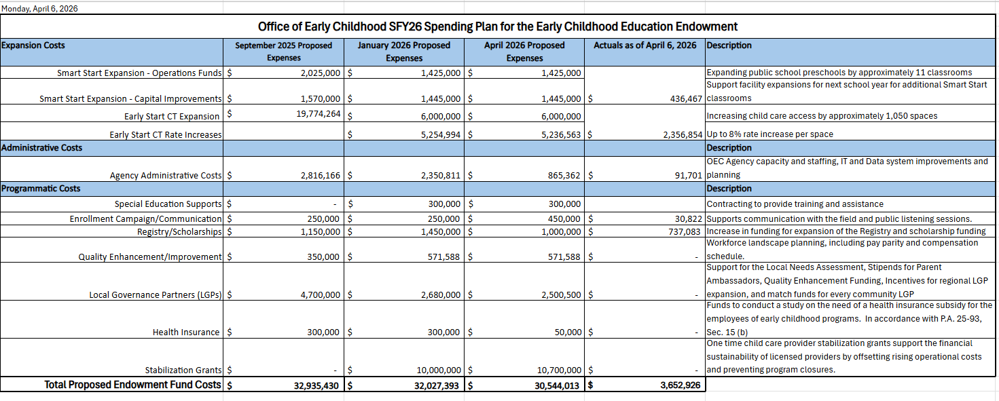 Monday, April 6, 2026
Office of Early Childhood SFY26 Spending Plan for the Early Childhood Education Endowment
Expansion Costs September 2025 Proposed Expenses January 2026 Proposed Expenses April 2026 Proposed Expenses Actuals as of April 6, 2026 Description
Smart Start Expansion - Operations Funds $ 2,025,000 $ 1,425,000 $ 1,425,000 Expanding public school preschools by approximately 11 classrooms
Support facility expansions for next school year for additional Smart Start
Smart Start Expansion - Capital Improvements $ 1,570,000 $ 1,445,000 $ 1,445,000 $ 436,467 classrooms
Early Start CT Expansion $ 19,774,264 $ 6,000,000 $ 6,000,000 Increasing child care access by approximately 1,050 spaces
Early Start CT Rate Increases $ 5,254,994 $ 5,236,563 $ 2,356,854 Up to 8% rate increase per space
Administrative Costs Description
OEC Agency capacity and staffing, IT and Data system improvements and
Agency Administrative Costs $ 2,816,166 $ 2,350,811 $ 865,362 $ 91,701 planning
Programmatic Costs Description
Special Education Supports $ - $ 300,000 $ 300,000 Contracting to provide training and assistance
Enrollment Campaign/Communication $ 250,000 $ 250,000 $ 450,000 $ 30,822 Supports communication with the field and public listening sessions.
Registry/Scholarships $ 1,150,000 $ 1,450,000 $ 1,000,000 $ 737,083 Increase in funding for expansion of the Registry and scholarship funding
Workforce landscape planning, including pay parity and compensation
Quality Enhancement/Improvement $ 350,000 $ 571,588 $ 571,588 $ - schedule.
Support for the Local Needs Assessment, Stipends for Parent
Ambassadors, Quality Enhancement Funding, Incentives for regional LGP
Local Governance Partners (LGPs) $ 4,700,000 $ 2,680,000 $ 2,500,500 $ - expansion, and match funds for every community LGP
Funds to conduct a study on the need of a health insurance subsidy for the
employees of early childhood programs. In accordance with P.A. 25-93,
Health Insurance $ 300,000 $ 300,000 $ 50,000 $ - Sec. 15 (b)
One time child care provider stabilization grants support the financial
sustainability of licensed providers by offsetting rising operational costs
Stabilization Grants $ - $ 10,000,000 $ 10,700,000 $ - and preventing program closures.
Total Proposed Endowment Fund Costs $ 32,935,430 $ 32,027,393 $ 30,544,013 $ 3,652,926